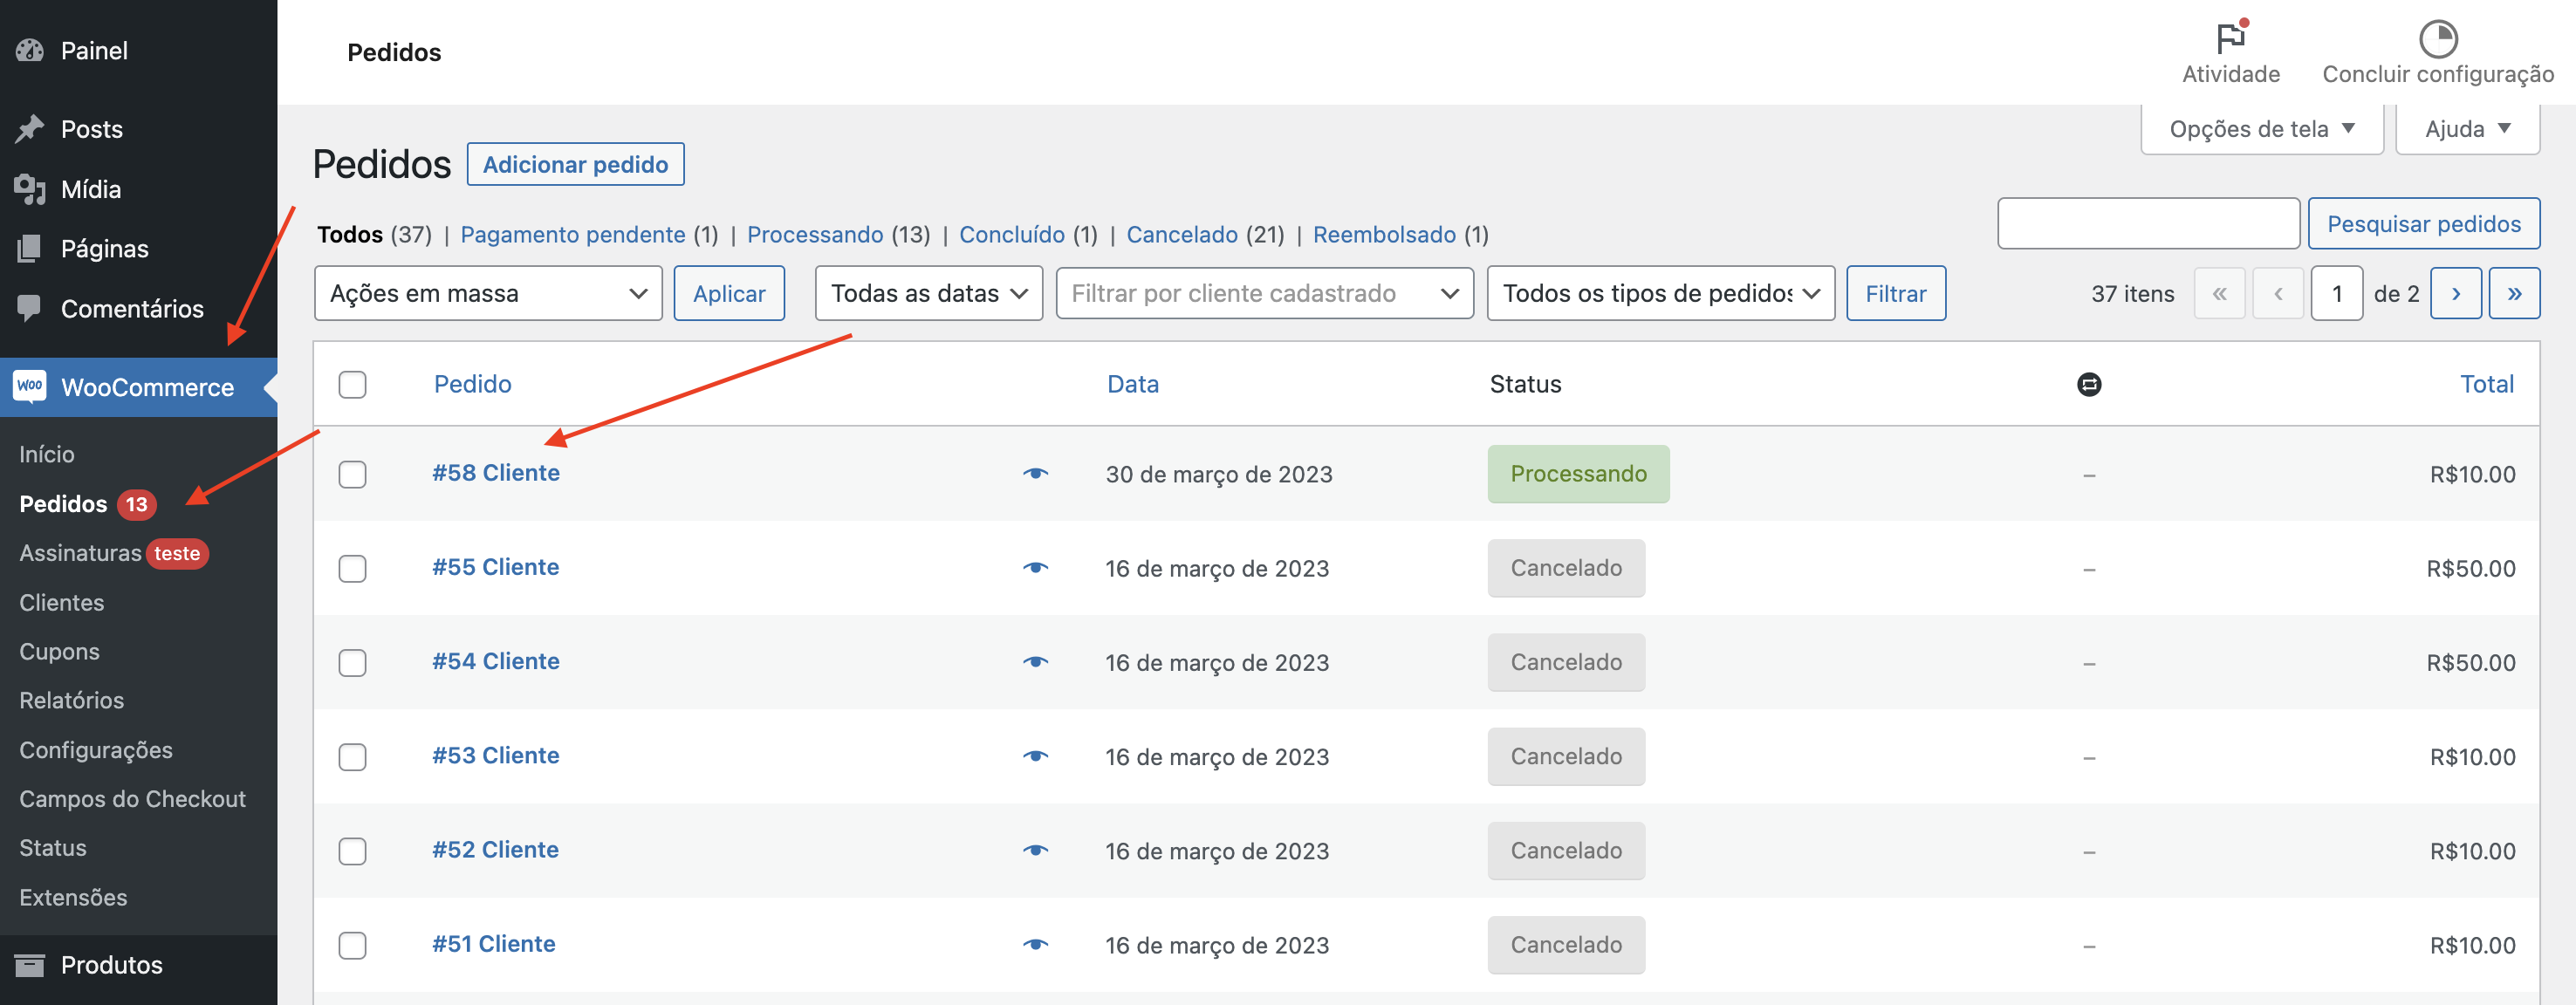 Painel
Posts
Mídia
Páginas
Comentários
Woo WooCommerce
Início
Pedidos 13
Assinaturas teste
Clientes
Cupons
Relatórios
Configurações
Campos do Checkout
Status
Extensões
Produtos
Pedidos
Atividade
Concluir configuração
Opções de tela
Ajuda
Pedidos Adicionar pedido
Todos (37) | Pagamento pendente (1) | Processando (13) | Concluído (1) | Cancelado (21) | Reembolsado (1)
Pesquisar pedidos
Ações em massa Aplicar Todas as datas Filtrar por cliente cadastrado Todos os tipos de pedidos Filtrar 37 itens « ‹ 1 de 2 › »
Pedido Data Status Total
#58 Cliente 30 de março de 2023 Processando – R$10.00
#55 Cliente 16 de março de 2023 Cancelado – R$50.00
#54 Cliente 16 de março de 2023 Cancelado – R$50.00
#53 Cliente 16 de março de 2023 Cancelado – R$10.00
#52 Cliente 16 de março de 2023 Cancelado – R$10.00
#51 Cliente 16 de março de 2023 Cancelado – R$10.00